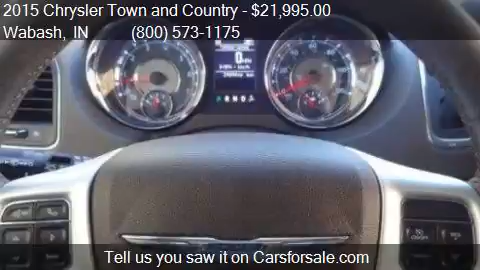 2015 Chrysler Town and Country - $21,995.00
Wabash, IN (800) 573-1175
Tell us you saw it on Carsforsale.com